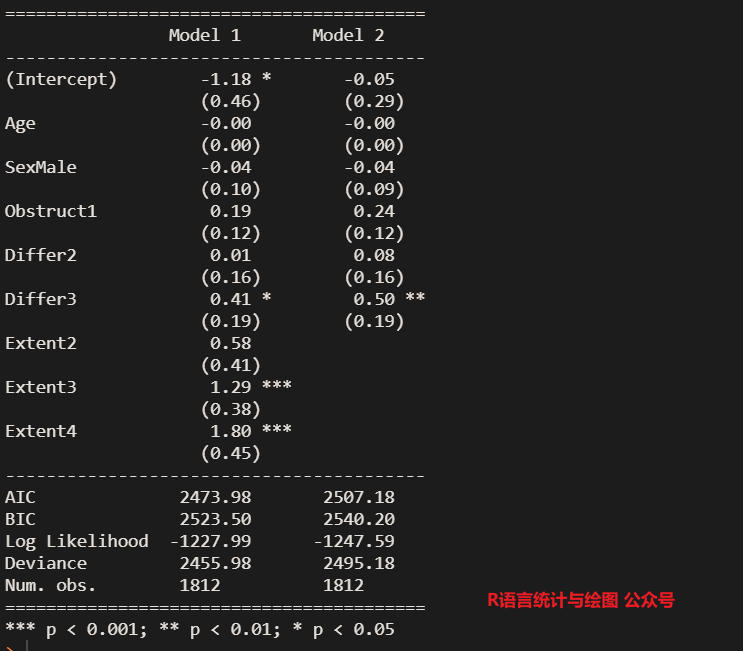 =========================================
Model 1 Model 2
-----------------------------------------
(Intercept) -1.18 * -0.05
(0.46) (0.29)
Age -0.00 -0.00
(0.00) (0.00)
SexMale -0.04 -0.04
(0.10) (0.09)
Obstruct1 0.19 0.24
(0.12) (0.12)
Differ2 0.01 0.08
(0.16) (0.16)
Differ3 0.41 * 0.50 **
(0.19) (0.19)
Extent2 0.58
(0.41)
Extent3 1.29 ***
(0.38)
Extent4 1.80 ***
(0.45)
-----------------------------------------
AIC 2473.98 2507.18
BIC 2523.50 2540.20
Log Likelihood -1227.99 -1247.59
Deviance 2455.98 2495.18
Num. obs. 1812 1812
R语言统计与绘图 公众号
=========================================
*** p < 0.001; ** p < 0.01; * p < 0.05